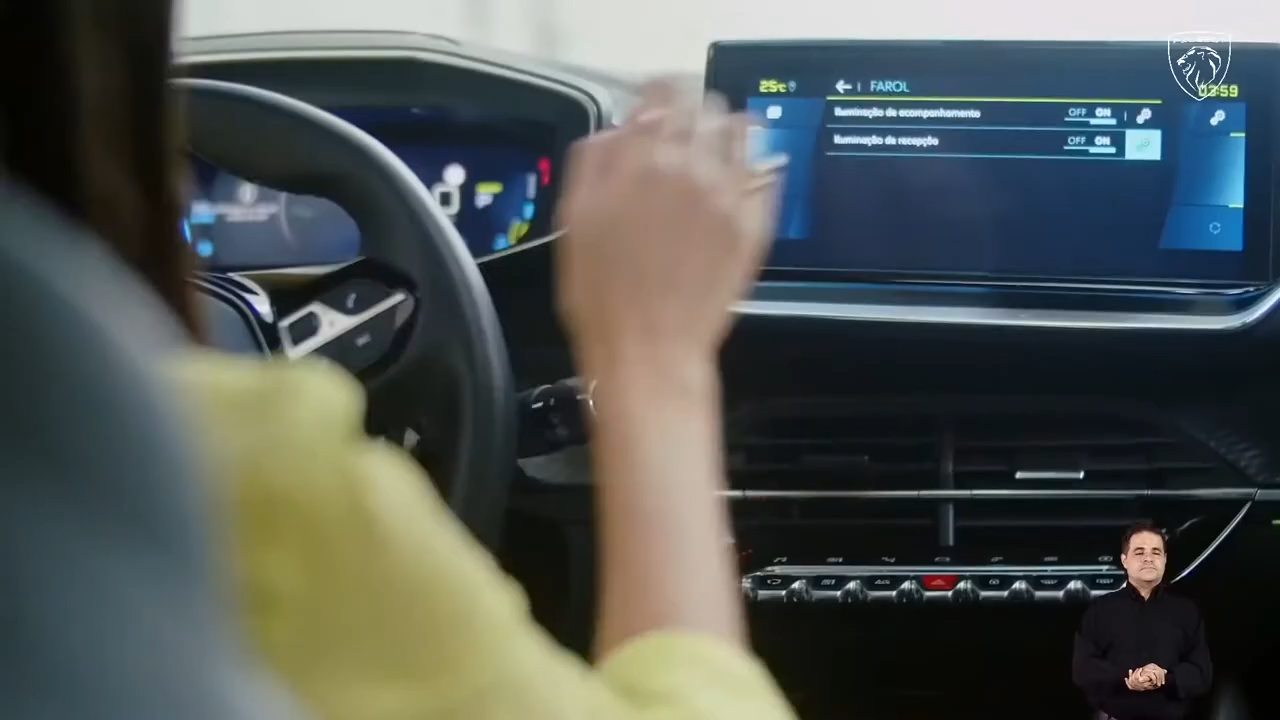 25°C
FAROL
03:59
Iluminação de acompanhamento OFF ON
Iluminação de recepção OFF ON